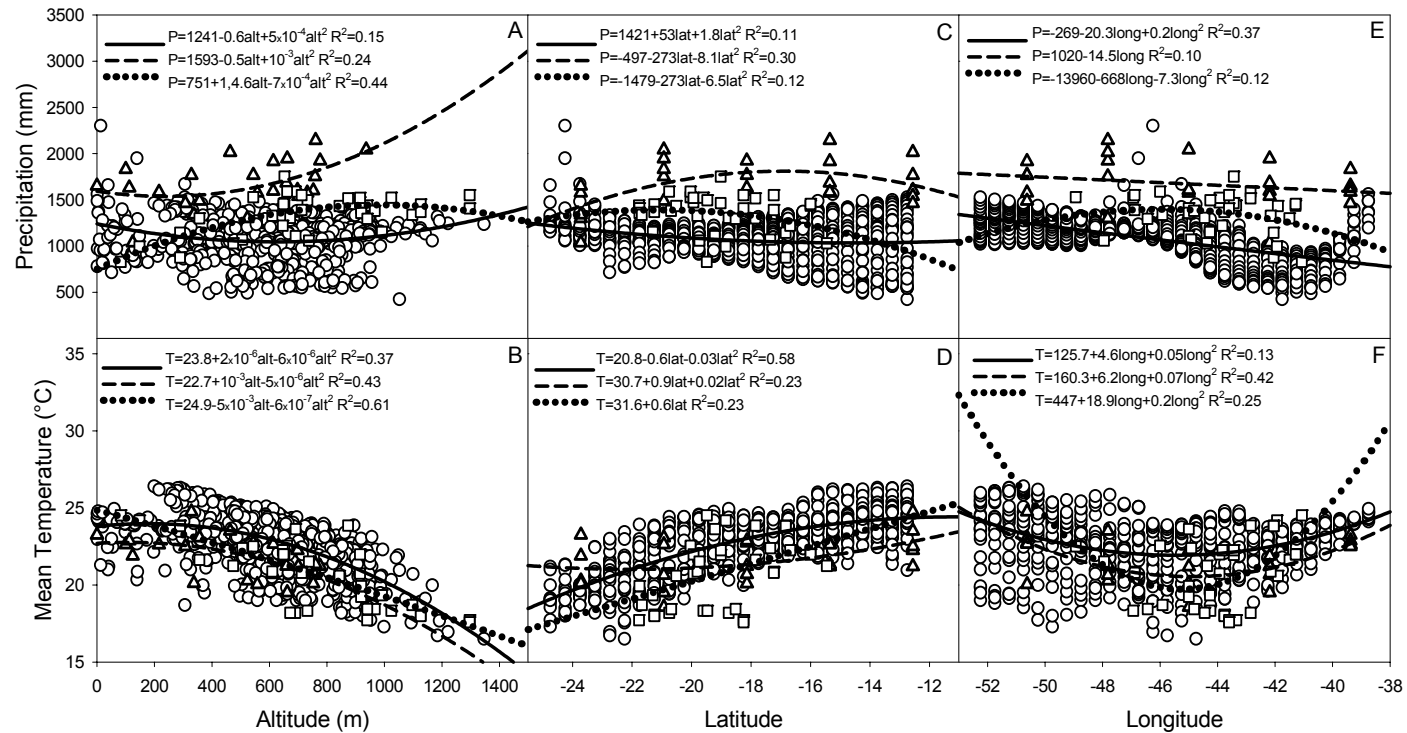 3500
3000
2500
2000
1500
1000
500
Precipitation (mm)
A
P=1241-0.6alt+5x10⁻⁴alt² R²=0.15
P=1593-0.5alt+10⁻³alt² R²=0.24
P=751+1,4.6alt-7x10⁻⁴alt² R²=0.44
C
P=1421+53lat+1.8lat² R²=0.11
P=-497-273lat-8.1lat² R²=0.30
P=-1479-273lat-6.5lat² R²=0.12
E
P=-269-20.3long+0.2long² R²=0.37
P=1020-14.5long R²=0.10
P=-13960-668long-7.3long² R²=0.12
35
30
25
20
15
Mean Temperature (°C)
B
T=23.8+2x10⁻⁶alt-6x10⁻⁶alt² R²=0.37
T=22.7+10⁻³alt-5x10⁻⁶alt² R²=0.43
T=24.9-5x10⁻³alt-6x10⁻⁷alt² R²=0.61
D
T=20.8-0.6lat-0.03lat² R²=0.58
T=30.7+0.9lat+0.02lat² R²=0.23
T=31.6+0.6lat R²=0.23
F
T=125.7+4.6long+0.05long² R²=0.13
T=160.3+6.2long+0.07long² R²=0.42
T=447+18.9long+0.2long² R²=0.25
0 200 400 600 800 1000 1200 1400
-24 -22 -20 -18 -16 -14 -12
-52 -50 -48 -46 -44 -42 -40 -38
Altitude (m)
Latitude
Longitude